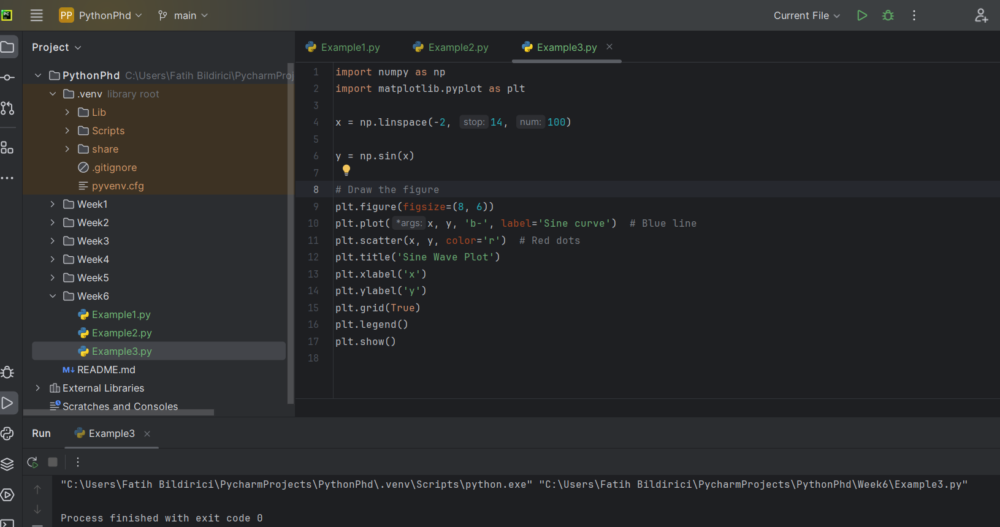 PC PP PythonPhd main Current File
Project
Example1.py Example2.py Example3.py
PythonPhd C:\Users\Fatih Bildirici\PycharmProj
.venv library root
Lib
Scripts
share
.gitignore
pyvenv.cfg
Week1
Week2
Week3
Week4
Week5
Week6
Example1.py
Example2.py
Example3.py
M↓ README.md
External Libraries
Scratches and Consoles
1 import numpy as np
2 import matplotlib.pyplot as plt
3
4 x = np.linspace(-2, stop: 14, num: 100)
5
6 y = np.sin(x)
7
8 # Draw the figure
9 plt.figure(figsize=(8, 6))
10 plt.plot( *args: x, y, 'b-', label='Sine curve')  # Blue line
11 plt.scatter(x, y, color='r')  # Red dots
12 plt.title('Sine Wave Plot')
13 plt.xlabel('x')
14 plt.ylabel('y')
15 plt.grid(True)
16 plt.legend()
17 plt.show()
18
Run Example3
"C:\Users\Fatih Bildirici\PycharmProjects\PythonPhd\.venv\Scripts\python.exe" "C:\Users\Fatih Bildirici\PycharmProjects\PythonPhd\Week6\Example3.py"
Process finished with exit code 0